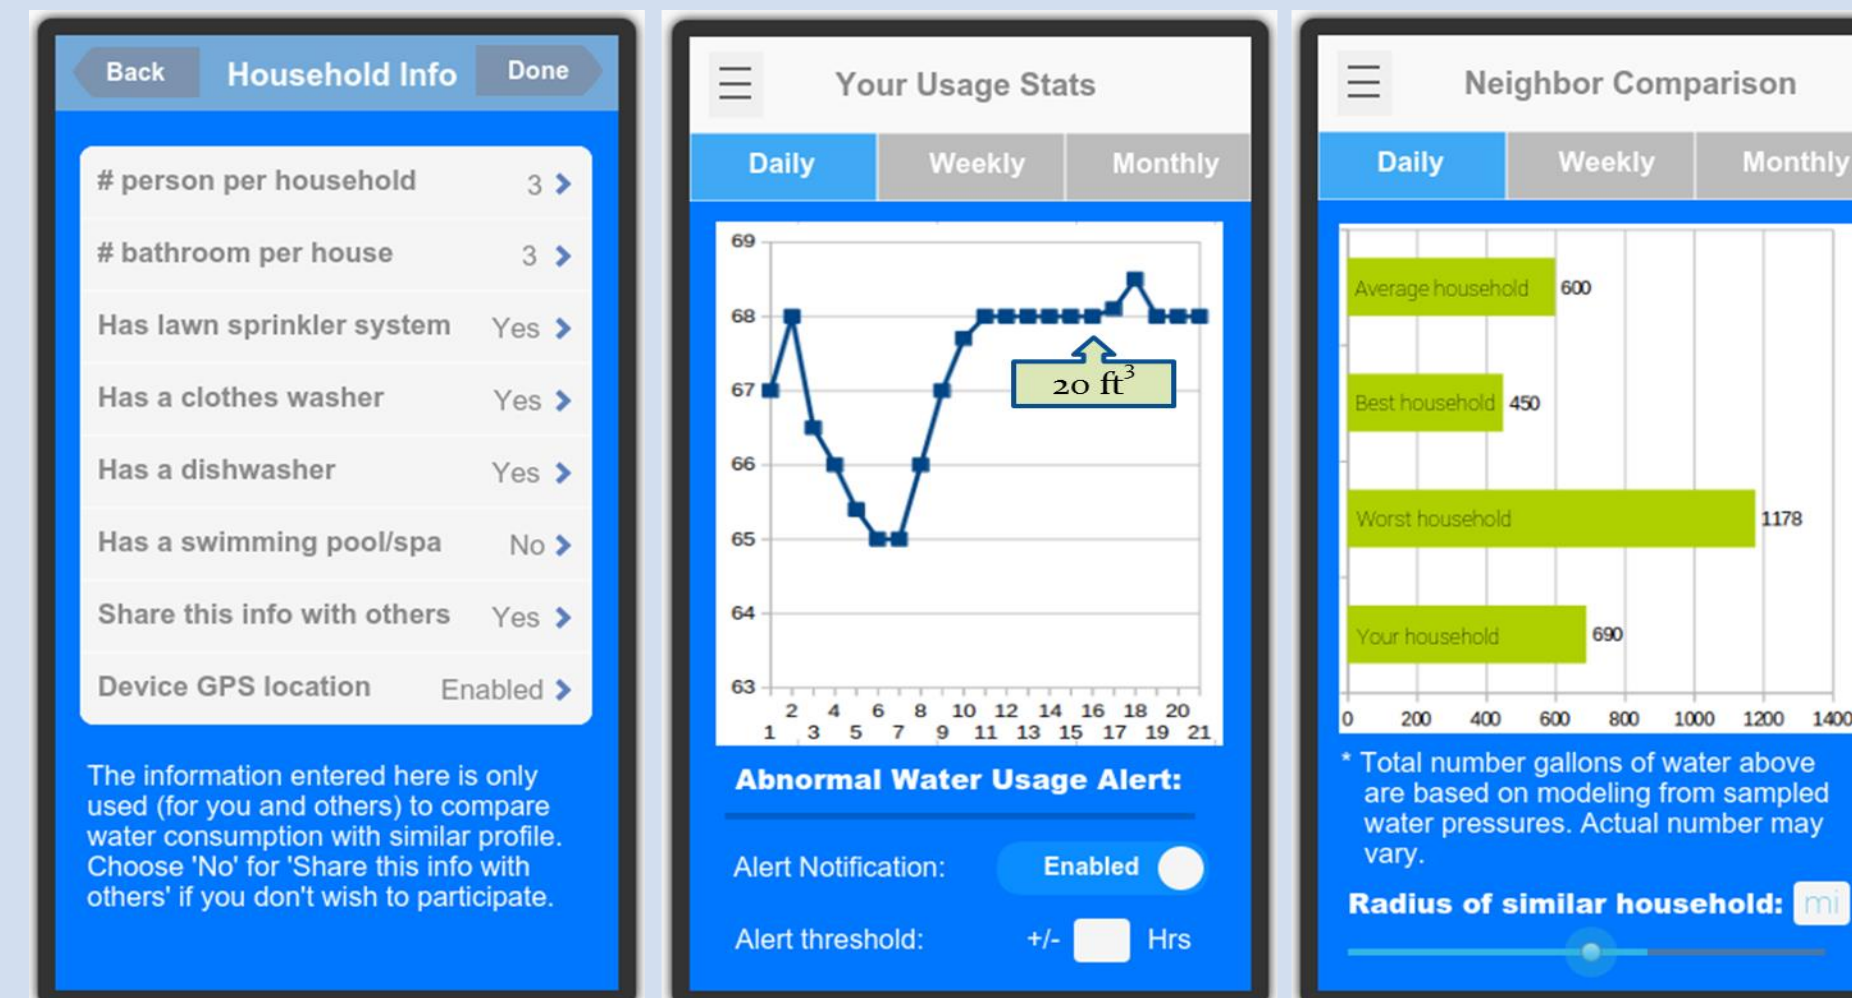 Back
Household Info
Done
# person per household 3
# bathroom per house 3
Has lawn sprinkler system Yes
Has a clothes washer Yes
Has a dishwasher Yes
Has a swimming pool/spa No
Share this info with others Yes
Device GPS location Enabled
The information entered here is only
used (for you and others) to compare
water consumption with similar profile.
Choose 'No' for 'Share this info with
others' if you don't wish to participate.
Your Usage Stats
Daily Weekly Monthly
69
68
67
66
65
64
63
20 ft³
2 4 6 8 10 12 14 16 18 20
1 3 5 7 9 11 13 15 17 19 21
Abnormal Water Usage Alert:
Alert Notification: Enabled
Alert threshold: +/- Hrs
Neighbor Comparison
Daily Weekly Monthly
Average household 600
Best household 450
Worst household 1178
Your household 690
0 200 400 600 800 1000 1200 1400
* Total number gallons of water above
are based on modeling from sampled
water pressures. Actual number may
vary.
Radius of similar household: mi